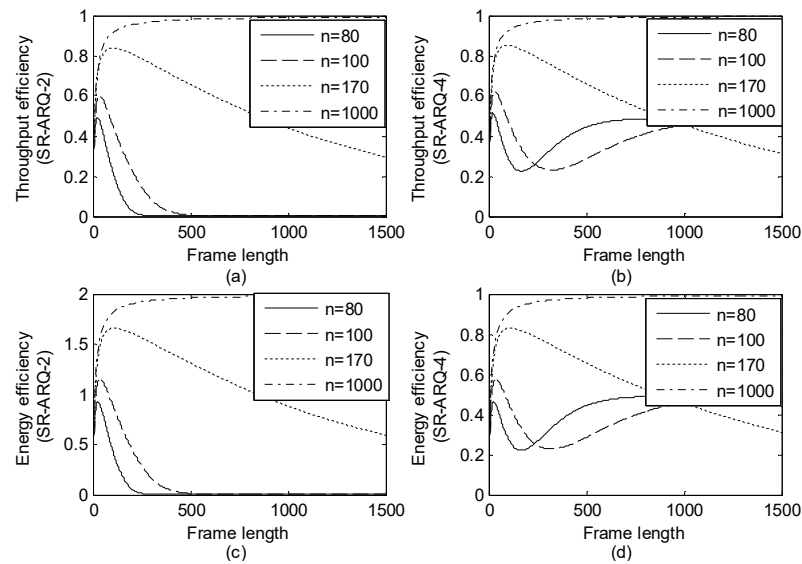 Throughput efficiency
(SR-ARQ-2)
1
0.8
0.6
0.4
0.2
0
0
500
1000
1500
Frame length
(a)
n=80
n=100
n=170
n=1000
Throughput efficiency
(SR-ARQ-4)
1
0.8
0.6
0.4
0.2
0
0
500
1000
1500
Frame length
(b)
n=80
n=100
n=170
n=1000
Energy efficiency
(SR-ARQ-2)
2
1.5
1
0.5
0
0
500
1000
1500
Frame length
(c)
n=80
n=100
n=170
n=1000
Energy efficiency
(SR-ARQ-4)
1
0.8
0.6
0.4
0.2
0
0
500
1000
1500
Frame length
(d)
n=80
n=100
n=170
n=1000